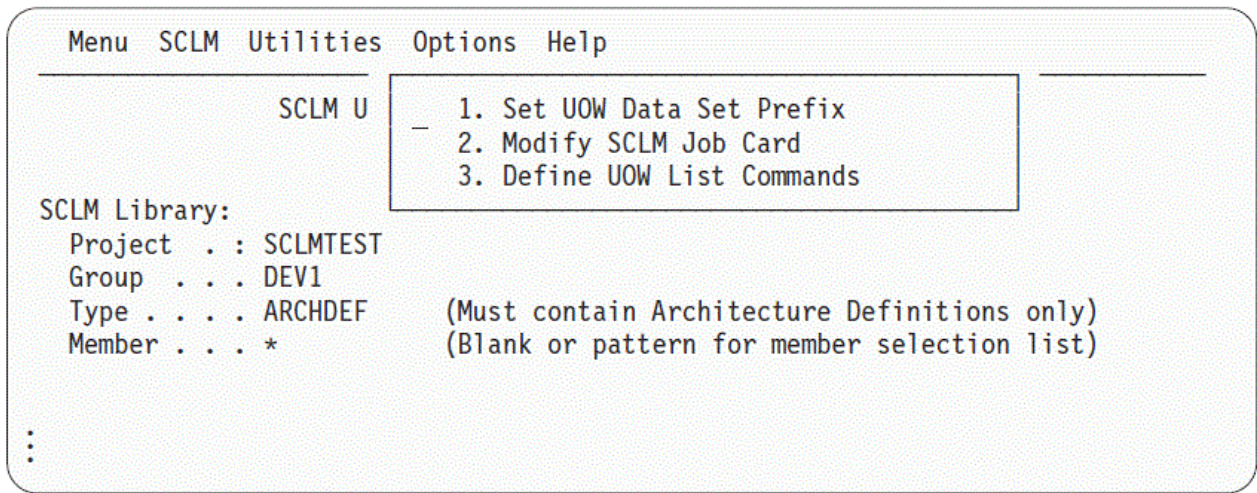 Menu SCLM Utilities Options Help
SCLM U
_ 1. Set UOW Data Set Prefix
2. Modify SCLM Job Card
3. Define UOW List Commands
SCLM Library:
Project . : SCLMTEST
Group . . . DEV1
Type . . . . ARCHDEF (Must contain Architecture Definitions only)
Member . . . * (Blank or pattern for member selection list)